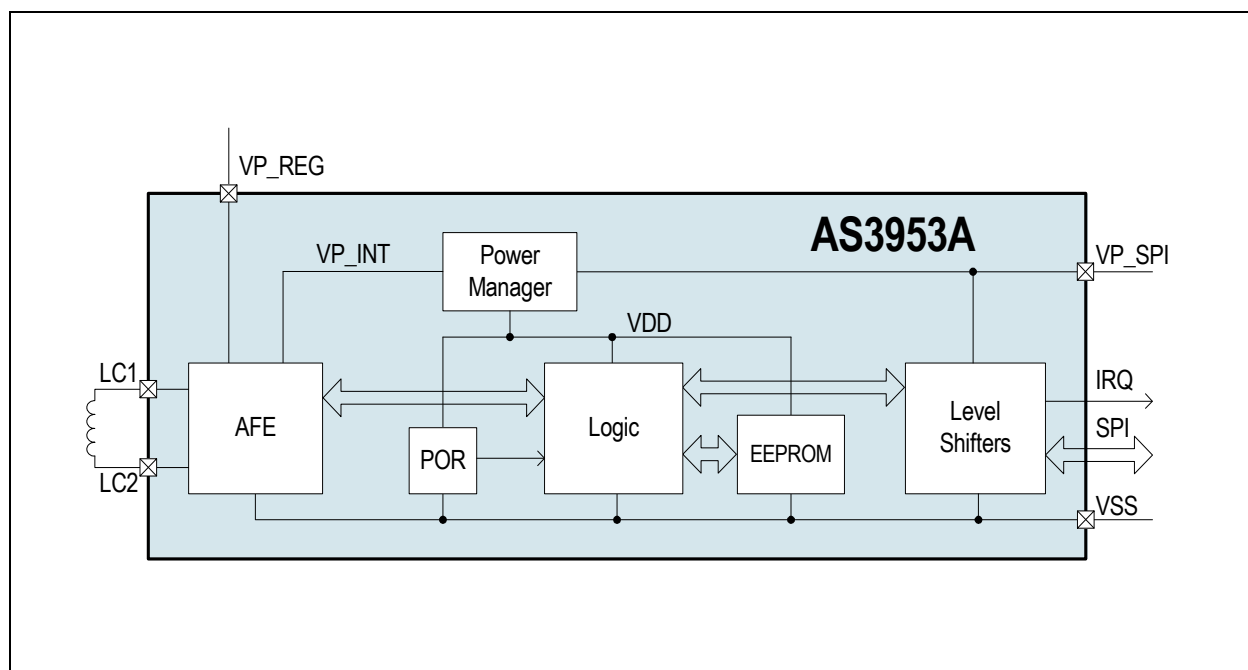 VP_REG
AS3953A
VP_INT
Power
Manager
VP_SPI
VDD
LC1
IRQ
AFE
Logic
Level
Shifters
SPI
POR
EEPROM
LC2
VSS